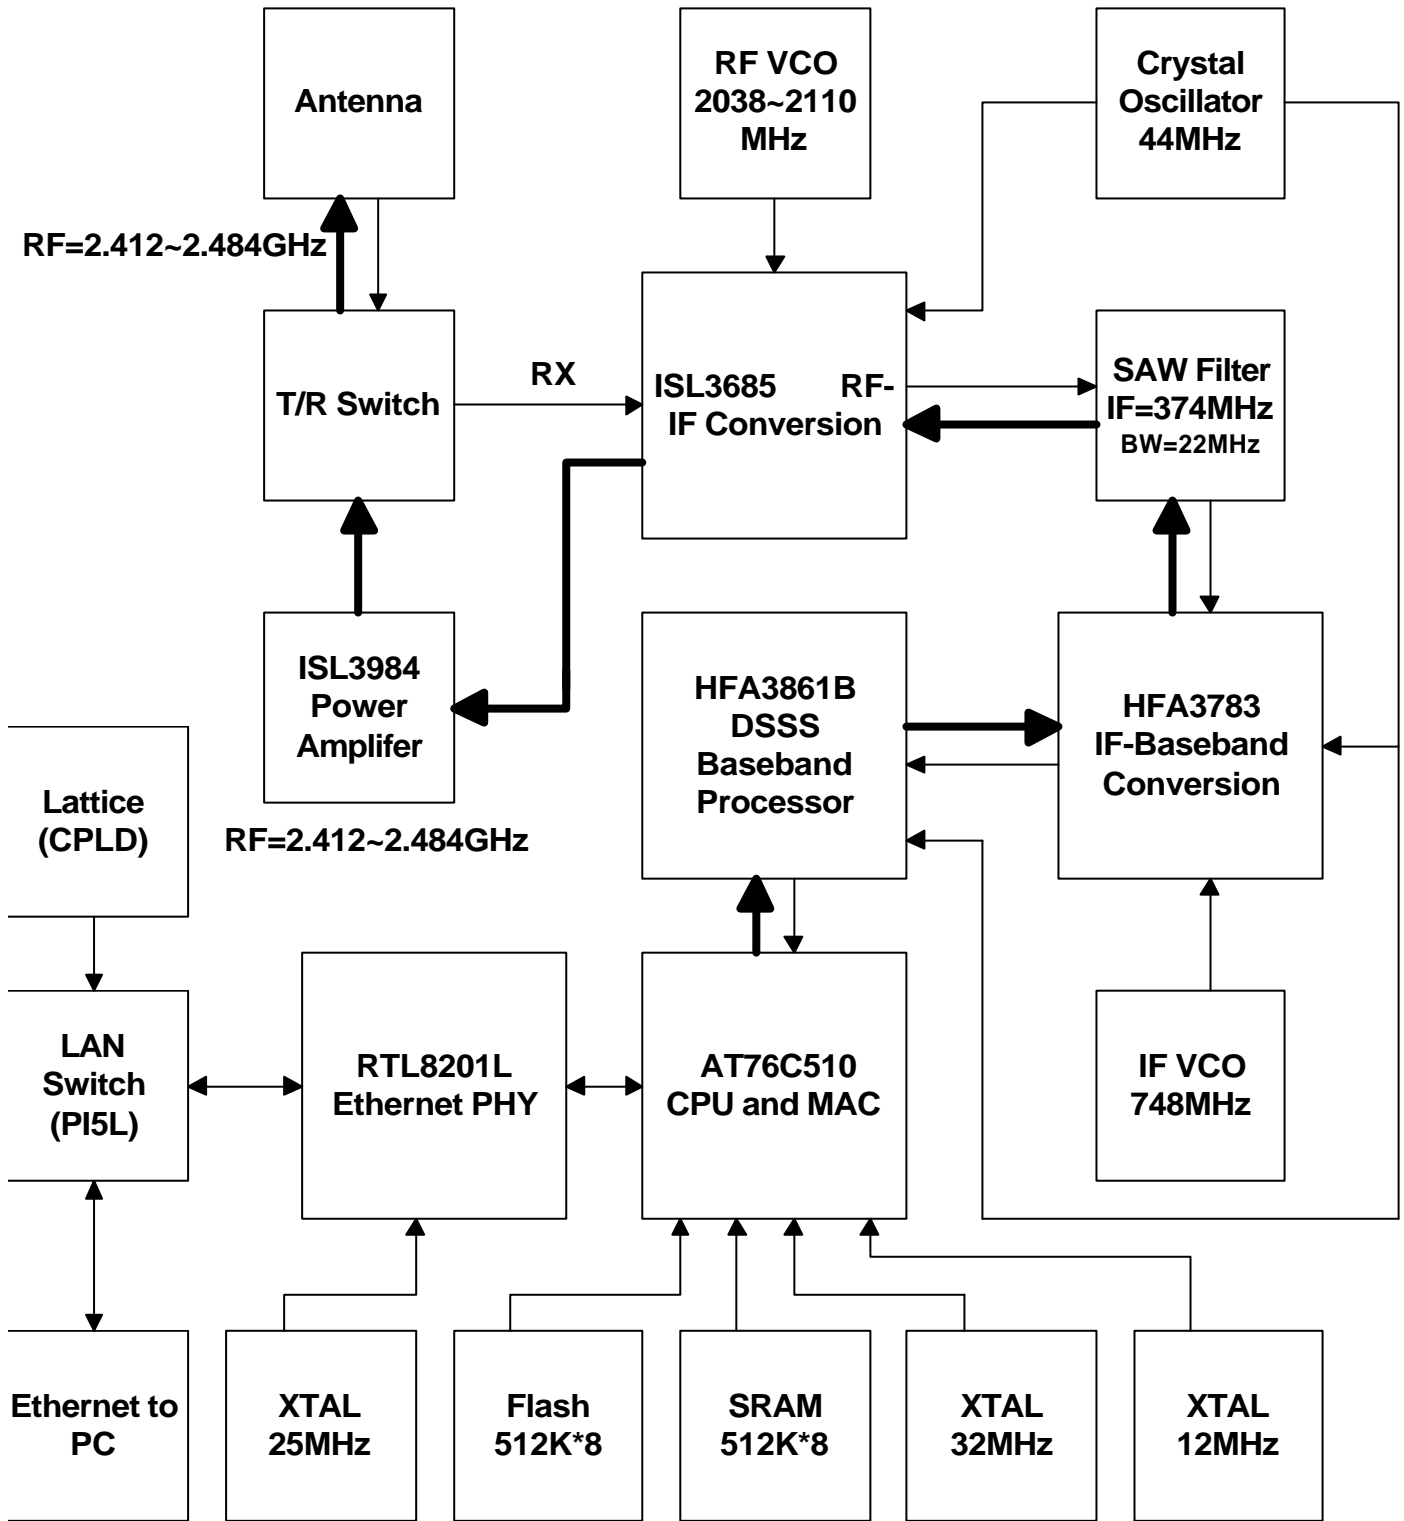 Antenna
RF VCO
2038~2110
MHz
Crystal
Oscillator
44MHz
RF=2.412~2.484GHz
T/R Switch
RX
ISL3685 RF-
IF Conversion
SAW Filter
IF=374MHz
BW=22MHz
ISL3984
Power
Amplifer
RF=2.412~2.484GHz
HFA3861B
DSSS
Baseband
Processor
HFA3783
IF-Baseband
Conversion
Lattice
(CPLD)
LAN
Switch
(PI5L)
RTL8201L
Ethernet PHY
AT76C510
CPU and MAC
IF VCO
748MHz
Ethernet to
PC
XTAL
25MHz
Flash
512K*8
SRAM
512K*8
XTAL
32MHz
XTAL
12MHz